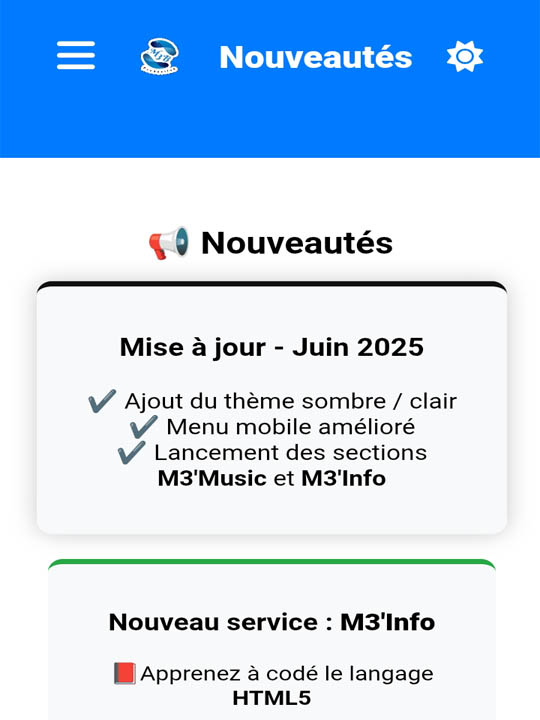 Nouveautés
📢 Nouveautés
Mise à jour - Juin 2025
✔️ Ajout du thème sombre / clair
✔️ Menu mobile amélioré
✔️ Lancement des sections
M3'Music et M3'Info
Nouveau service : M3'Info
📕Apprenez à codé le langage
HTML5